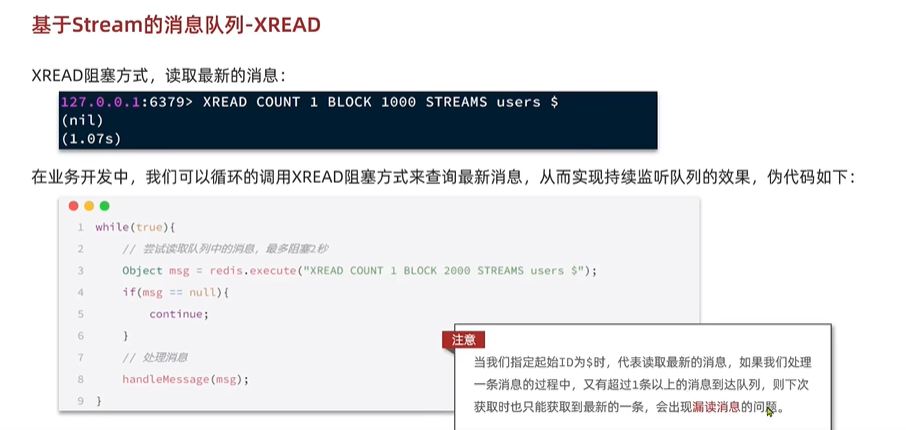 基于Stream的消息队列-XREAD
XREAD阻塞方式，读取最新的消息：
127.0.0.1:6379> XREAD COUNT 1 BLOCK 1000 STREAMS users $
(nil)
(1.07s)
在业务开发中，我们可以循环的调用XREAD阻塞方式来查询最新消息，从而实现持续监听队列的效果，伪代码如下：
1 while(true){
2 // 尝试读取队列中的消息，最多阻塞2秒
3 Object msg = redis.execute("XREAD COUNT 1 BLOCK 2000 STREAMS users $");
4 if(msg == null){
5 continue;
6 }
7 // 处理消息
8 handleMessage(msg);
9 }
注意
当我们指定起始ID为$时，代表读取最新的消息，如果我们处理
一条消息的过程中，又有超过1条以上的消息到达队列，则下次
获取时也只能获取到最新的一条，会出现漏读消息的问题。